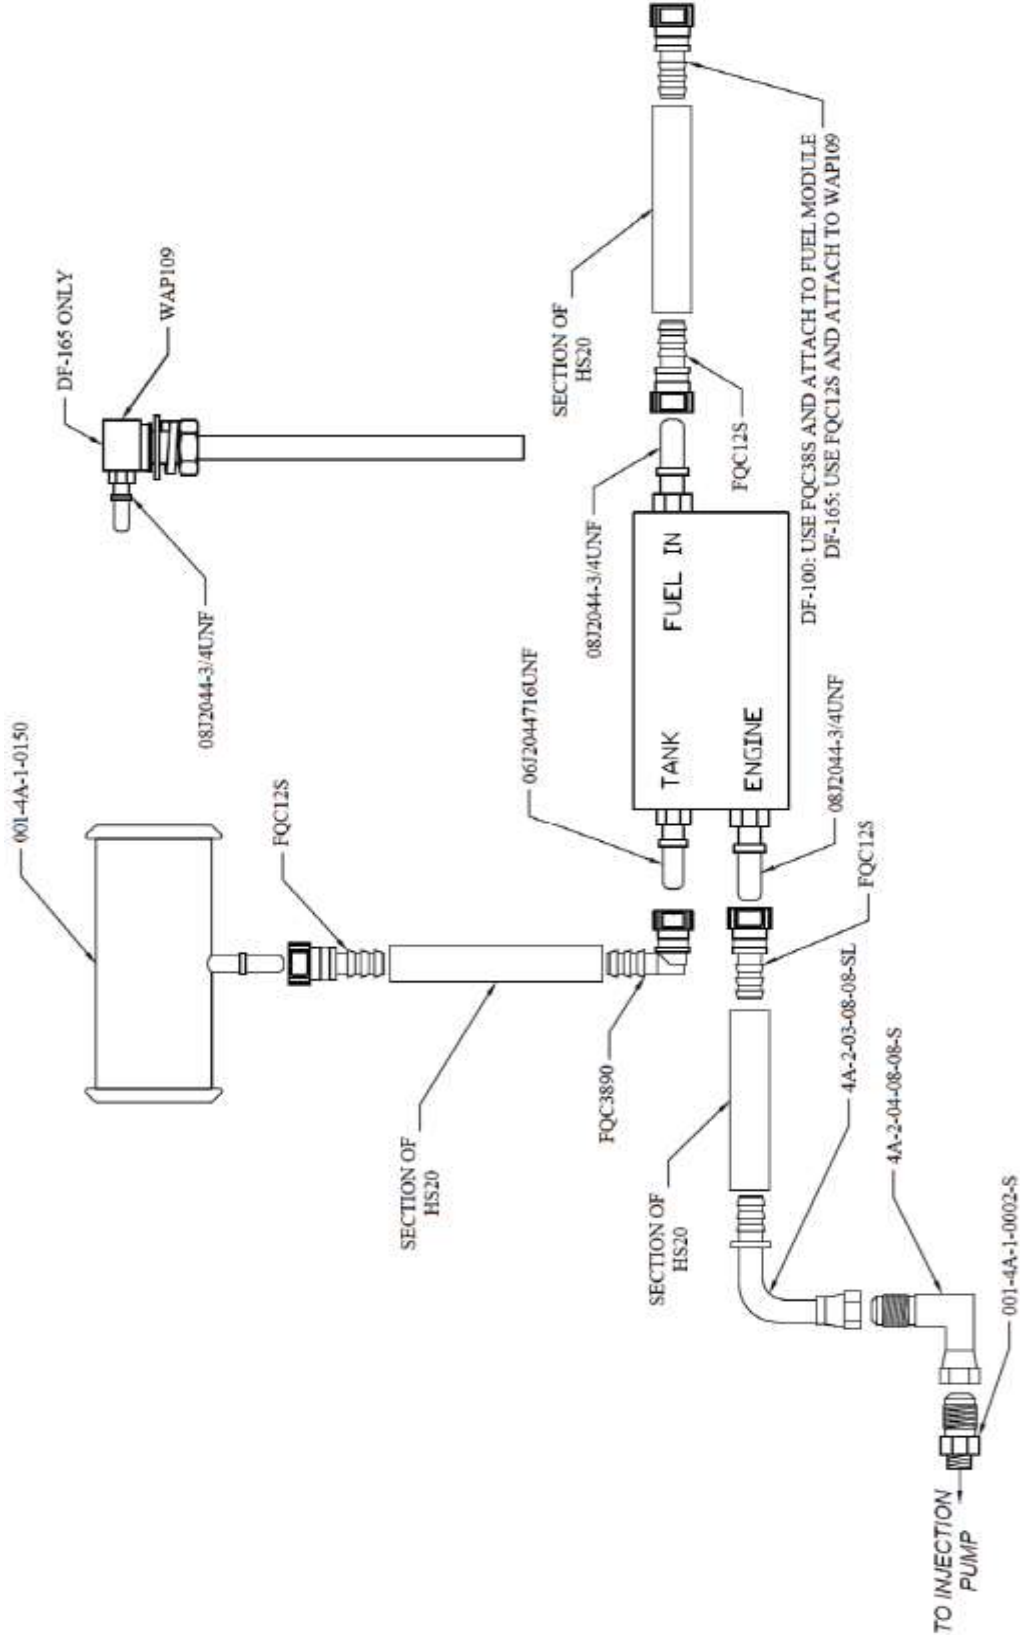 001-4A-1-0150
DF-165 ONLY
WAP109
08J2044-3/4UNF
FQC12S
SECTION OF
HS20
FQC3890
06J2044716UNF
08J2044-3/4UNF
SECTION OF
HS20
FQC12S
TANK
FUEL IN
ENGINE
DF-100: USE FQC38S AND ATTACH TO FUEL MODULE
DF-165: USE FQC12S AND ATTACH TO WAP109
08J2044-3/4UNF
FQC12S
SECTION OF
HS20
4A-2-03-08-08-SL
4A-2-04-08-08-S
001-4A-1-0002-S
TO INJECTION
PUMP